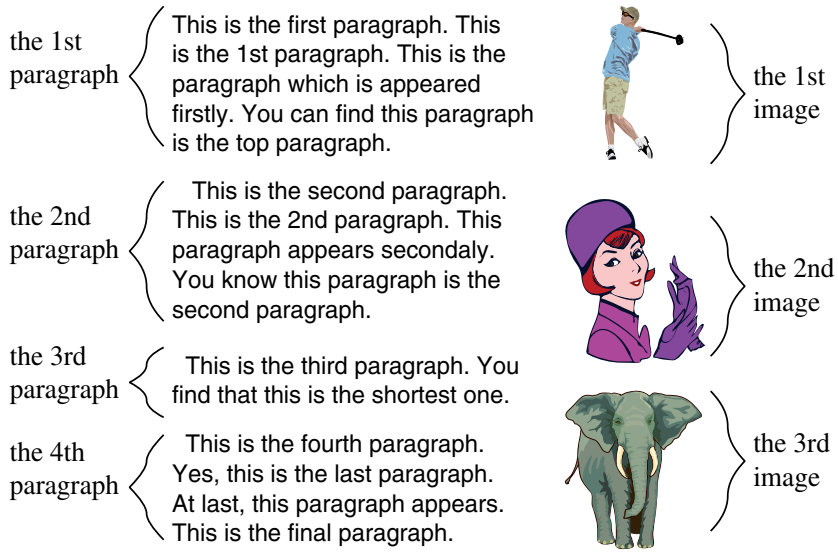 the 1st
paragraph
This is the first paragraph. This
is the 1st paragraph. This is the
paragraph which is appeared
firstly. You can find this paragraph
is the top paragraph.
the 1st
image
the 2nd
paragraph
This is the second paragraph.
This is the 2nd paragraph. This
paragraph appears secondaly.
You know this paragraph is the
second paragraph.
the 2nd
image
the 3rd
paragraph
This is the third paragraph. You
find that this is the shortest one.
the 4th
paragraph
This is the fourth paragraph.
Yes, this is the last paragraph.
At last, this paragraph appears.
This is the final paragraph.
the 3rd
image